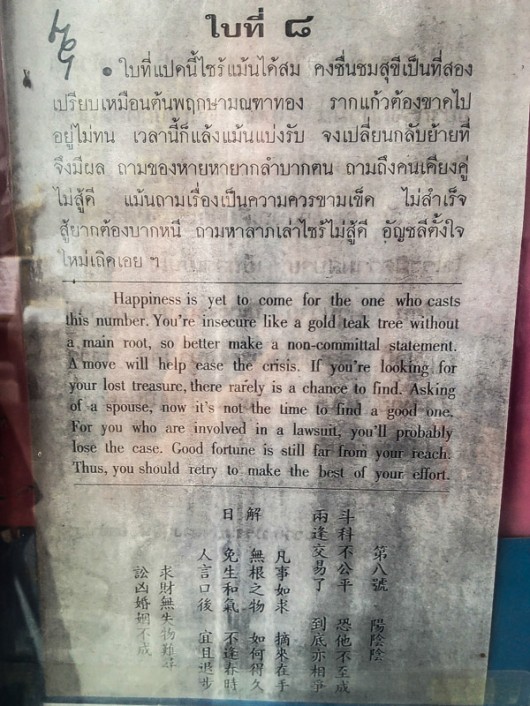 ใบที่ ๘
๑ ใบที่แปดนี้ไซร้แม้นได้สม คงชื่นชมสุขีเป็นที่สอง
เปรียบเหมือนต้นพฤกษามณฑาทอง รากแก้วต้องขาดไป
อยู่ไม่ทน เวลานี้ก็แล้งแม้นแบ่งรับ จงเปลี่ยนกลับย้ายที่
จึงมีผล ถามของหายหายากลำบากตน ถามถึงคนเคียงคู่
ไม่สู้ดี แม้นถามเรื่องเป็นความควรขามเข็ด ไม่สำเร็จ
สู้ยากต้องบากหนี ถามหาลาภเล่าไซร้ไม่สู้ดี อัญชลีตั้งใจ
ใหม่เถิดเอย ฯ
Happiness is yet to come for the one who casts
this number. You're insecure like a gold teak tree without
a main root, so better make a non-committal statement.
A move will help ease the crisis. If you're looking for
your lost treasure, there rarely is a chance to find. Asking
of a spouse, now it's not the time to find a good one.
For you who are involved in a lawsuit, you'll probably
lose the case. Good fortune is still far from your reach.
Thus, you should retry to make the best of your effort.
第八號 陽陰陰
斗科不公平 恐他不至成
兩逢交易了 到底亦相爭
解日
凡事如求 摘來在手
無根之物 如何得久
免生和氣 不逢春時
人言口後 宜且退步
求財無失物難尋
訟凶婚姻不成